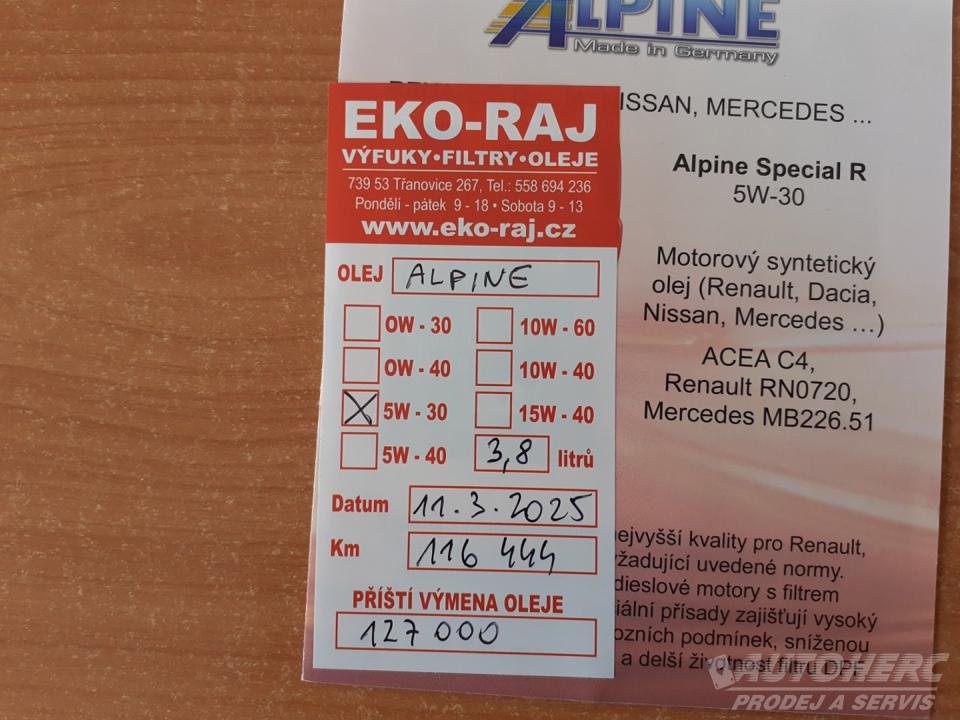 ALPINE
Made in Germany
ISSAN, MERCEDES ...
Alpine Special R
5W-30
Motorový syntetický
olej (Renault, Dacia,
Nissan, Mercedes ...)
ACEA C4,
Renault RN0720,
Mercedes MB226.51
nejvyšší kvality pro Renault,
yžadující uvedené normy.
dieslové motory s filtrem
iální přísady zajišťují vysoký
ozních podmínek, sníženou
a delší životnost filtru DPF.
EKO-RAJ
VÝFUKY•FILTRY•OLEJE
739 53 Třanovice 267, Tel.: 558 694 236
Pondělí - pátek 9 - 18 • Sobota 9 - 13
www.eko-raj.cz
OLEJ ALPINE
0W - 30 10W - 60
0W - 40 10W - 40
X 5W - 30 15W - 40
5W - 40 3,8 litrů
Datum 11.3.2025
Km 116 444
PŘÍŠTÍ VÝMENA OLEJE
127 000
AUTOHERC
PRODEJ A SERVIS